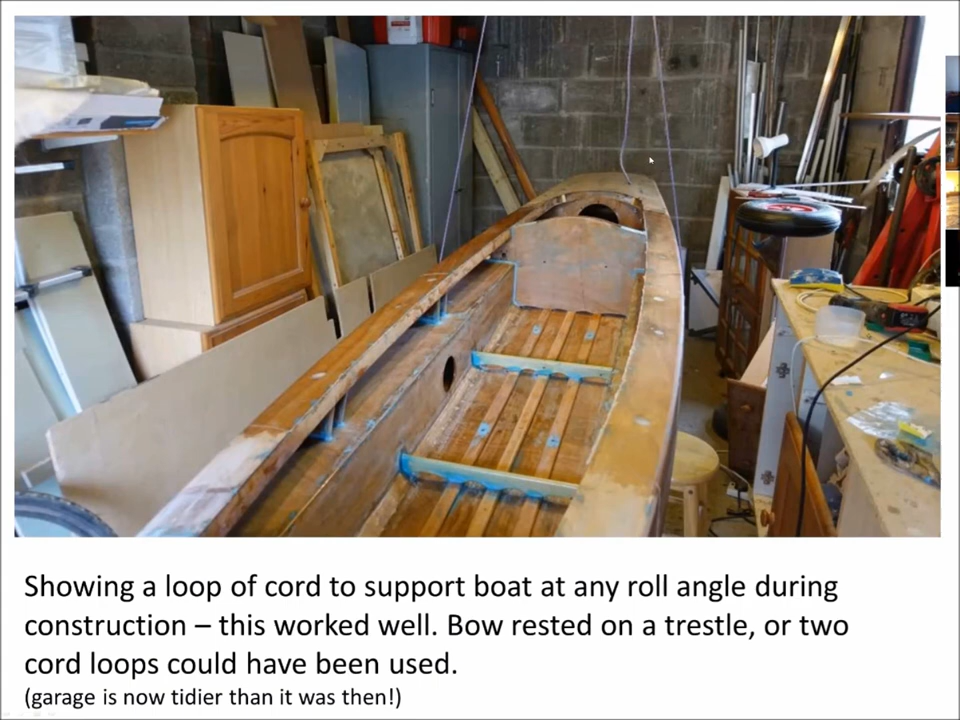 Showing a loop of cord to support boat at any roll angle during
construction – this worked well. Bow rested on a trestle, or two
cord loops could have been used.
(garage is now tidier than it was then!)